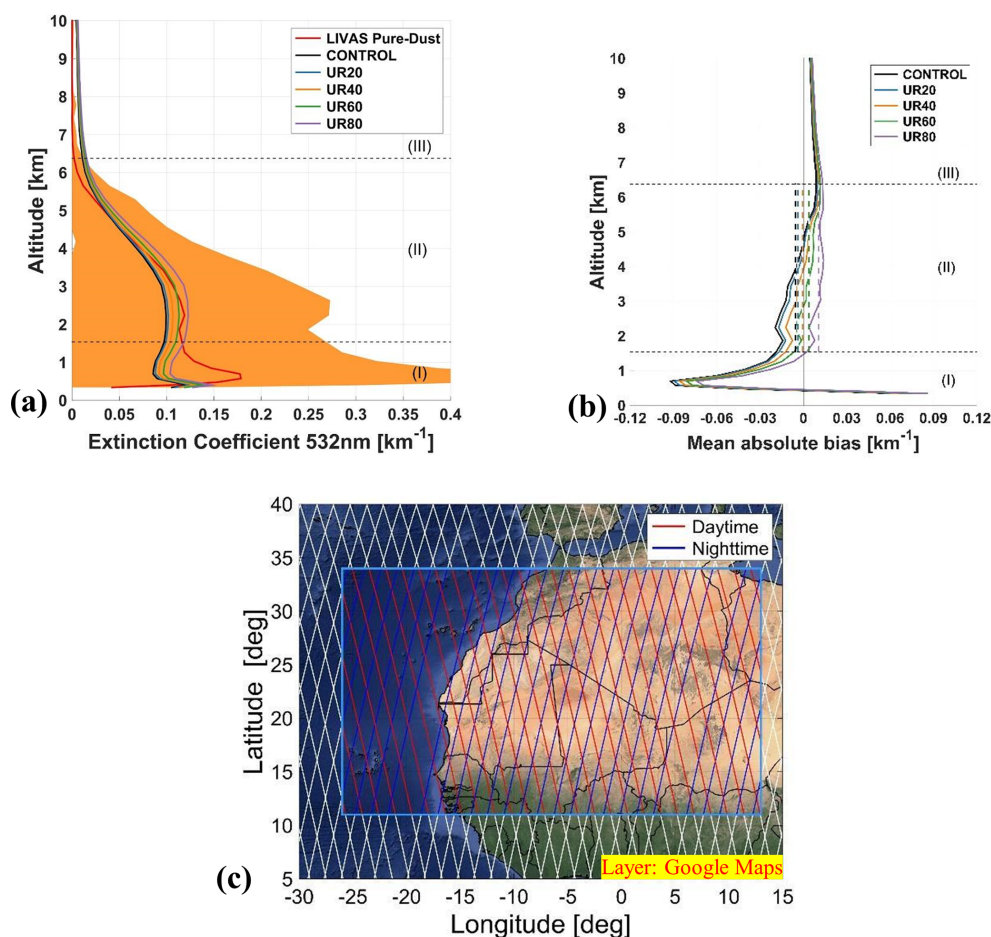 (a)
10
9
8
7
6
5
4
3
2
1
0
Altitude [km]
LIVAS Pure-Dust
CONTROL
UR20
UR40
UR60
UR80
(III)
(II)
(I)
0 0.05 0.1 0.15 0.2 0.25 0.3 0.35 0.4
Extinction Coefficient 532nm [km-1]
(b)
10
9
8
7
6
5
4
3
2
1
0
Altitude [km]
CONTROL
UR20
UR40
UR60
UR80
(III)
(II)
(I)
-0.12 -0.09 -0.06 -0.03 0 0.03 0.06 0.09 0.12
Mean absolute bias [km-1]
(c)
40
35
30
25
20
15
10
5
Latitude [deg]
Daytime
Nighttime
Layer: Google Maps
-30 -25 -20 -15 -10 -5 0 5 10 15
Longitude [deg]